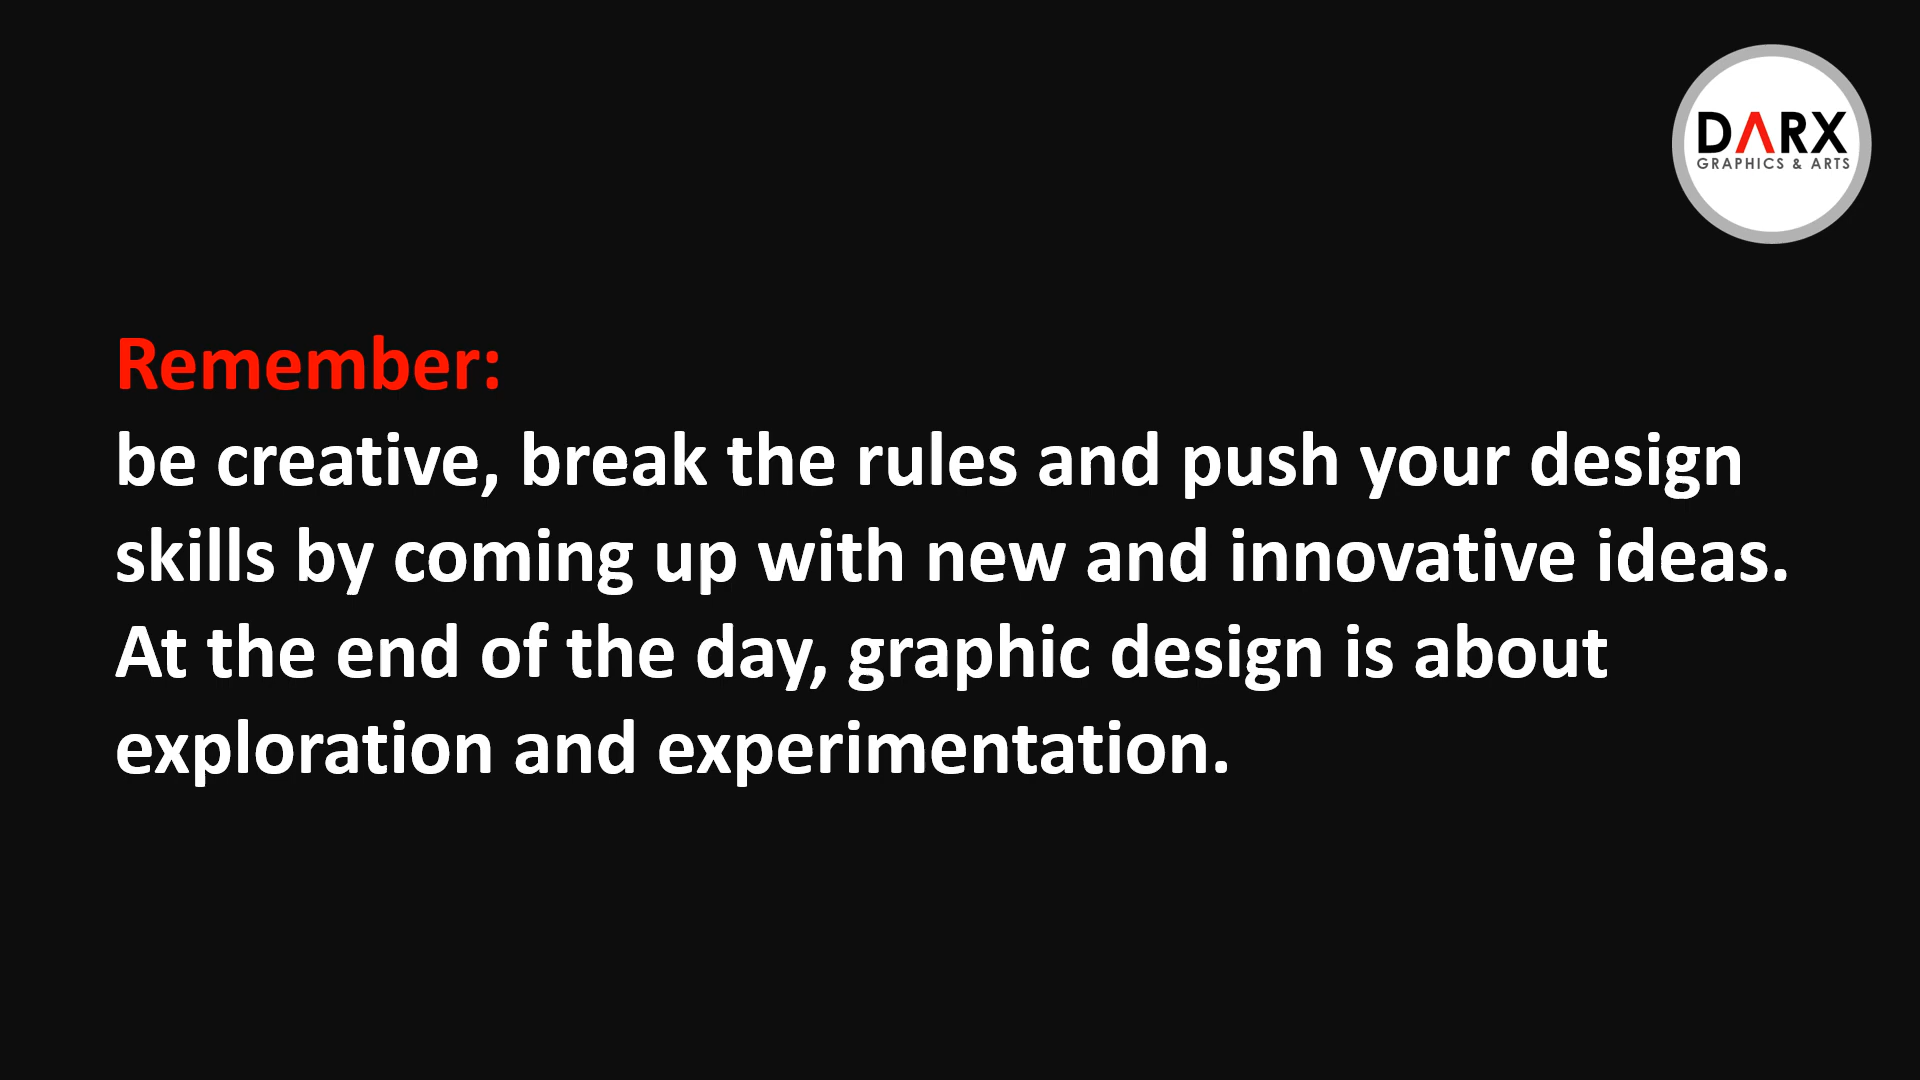 DARX
GRAPHICS & ARTS
Remember:
be creative, break the rules and push your design
skills by coming up with new and innovative ideas.
At the end of the day, graphic design is about
exploration and experimentation.